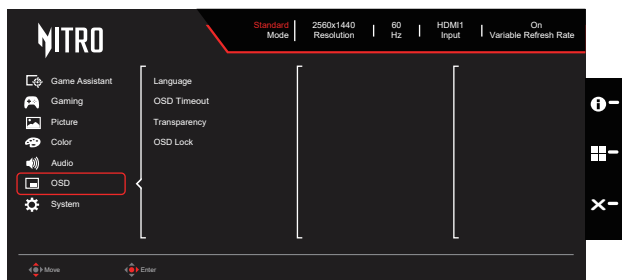 NITRO
Standard 2560x1440 60 HDMI1 On
Mode Resolution Hz Input Variable Refresh Rate
Game Assistant Language
Gaming OSD Timeout
Picture Transparency
Color OSD Lock
Audio
OSD
System
Move Enter